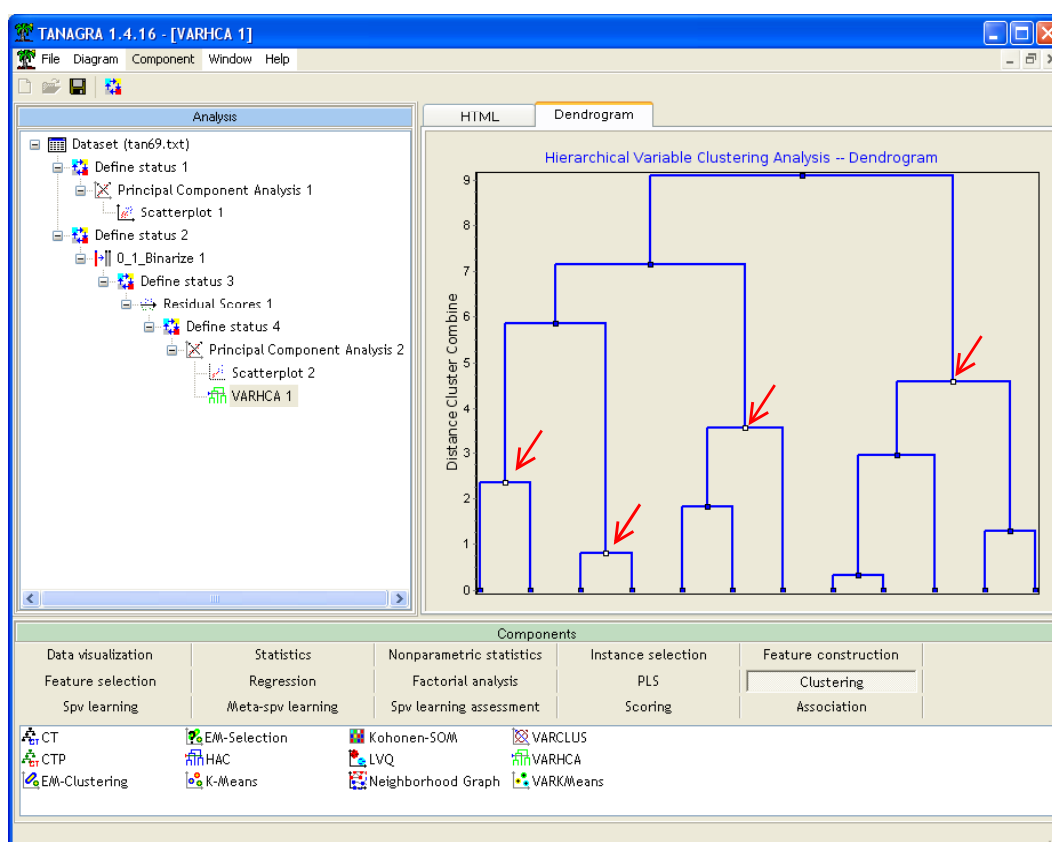 TANAGRA 1.4.16 - [VARHCA 1]
File Diagram Component Window Help
Analysis
Dataset (tan69.txt)
Define status 1
Principal Component Analysis 1
Scatterplot 1
Define status 2
0_1_Binarize 1
Define status 3
Residual Scores 1
Define status 4
Principal Component Analysis 2
Scatterplot 2
VARHCA 1
HTML Dendrogram
Hierarchical Variable Clustering Analysis -- Dendrogram
Distance Cluster Combine
9
8
7
6
5
4
3
2
1
0
Components
Data visualization Statistics Nonparametric statistics Instance selection Feature construction
Feature selection Regression Factorial analysis PLS Clustering
Spv learning Meta-spv learning Spv learning assessment Scoring Association
CT EM-Selection Kohonen-SOM VARCLUS
CTP HAC LVQ VARHCA
EM-Clustering K-Means Neighborhood Graph VARKMeans